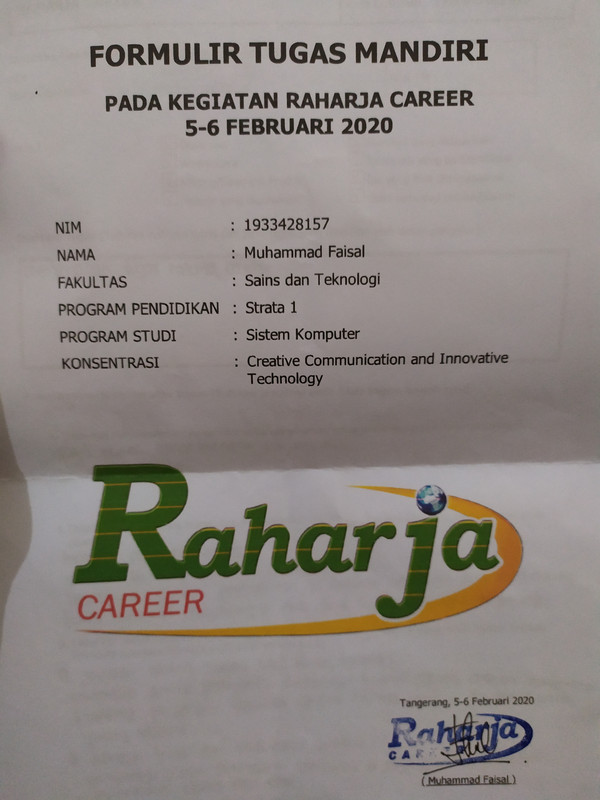 FORMULIR TUGAS MANDIRI
PADA KEGIATAN RAHARJA CAREER
5-6 FEBRUARI 2020
NIM : 1933428157
NAMA : Muhammad Faisal
FAKULTAS : Sains dan Teknologi
PROGRAM PENDIDIKAN : Strata 1
PROGRAM STUDI : Sistem Komputer
KONSENTRASI : Creative Communication and Innovative
Technology
Raharja
CAREER
Tangerang, 5-6 Februari 2020
Raharja
CAREER
( Muhammad Faisal )